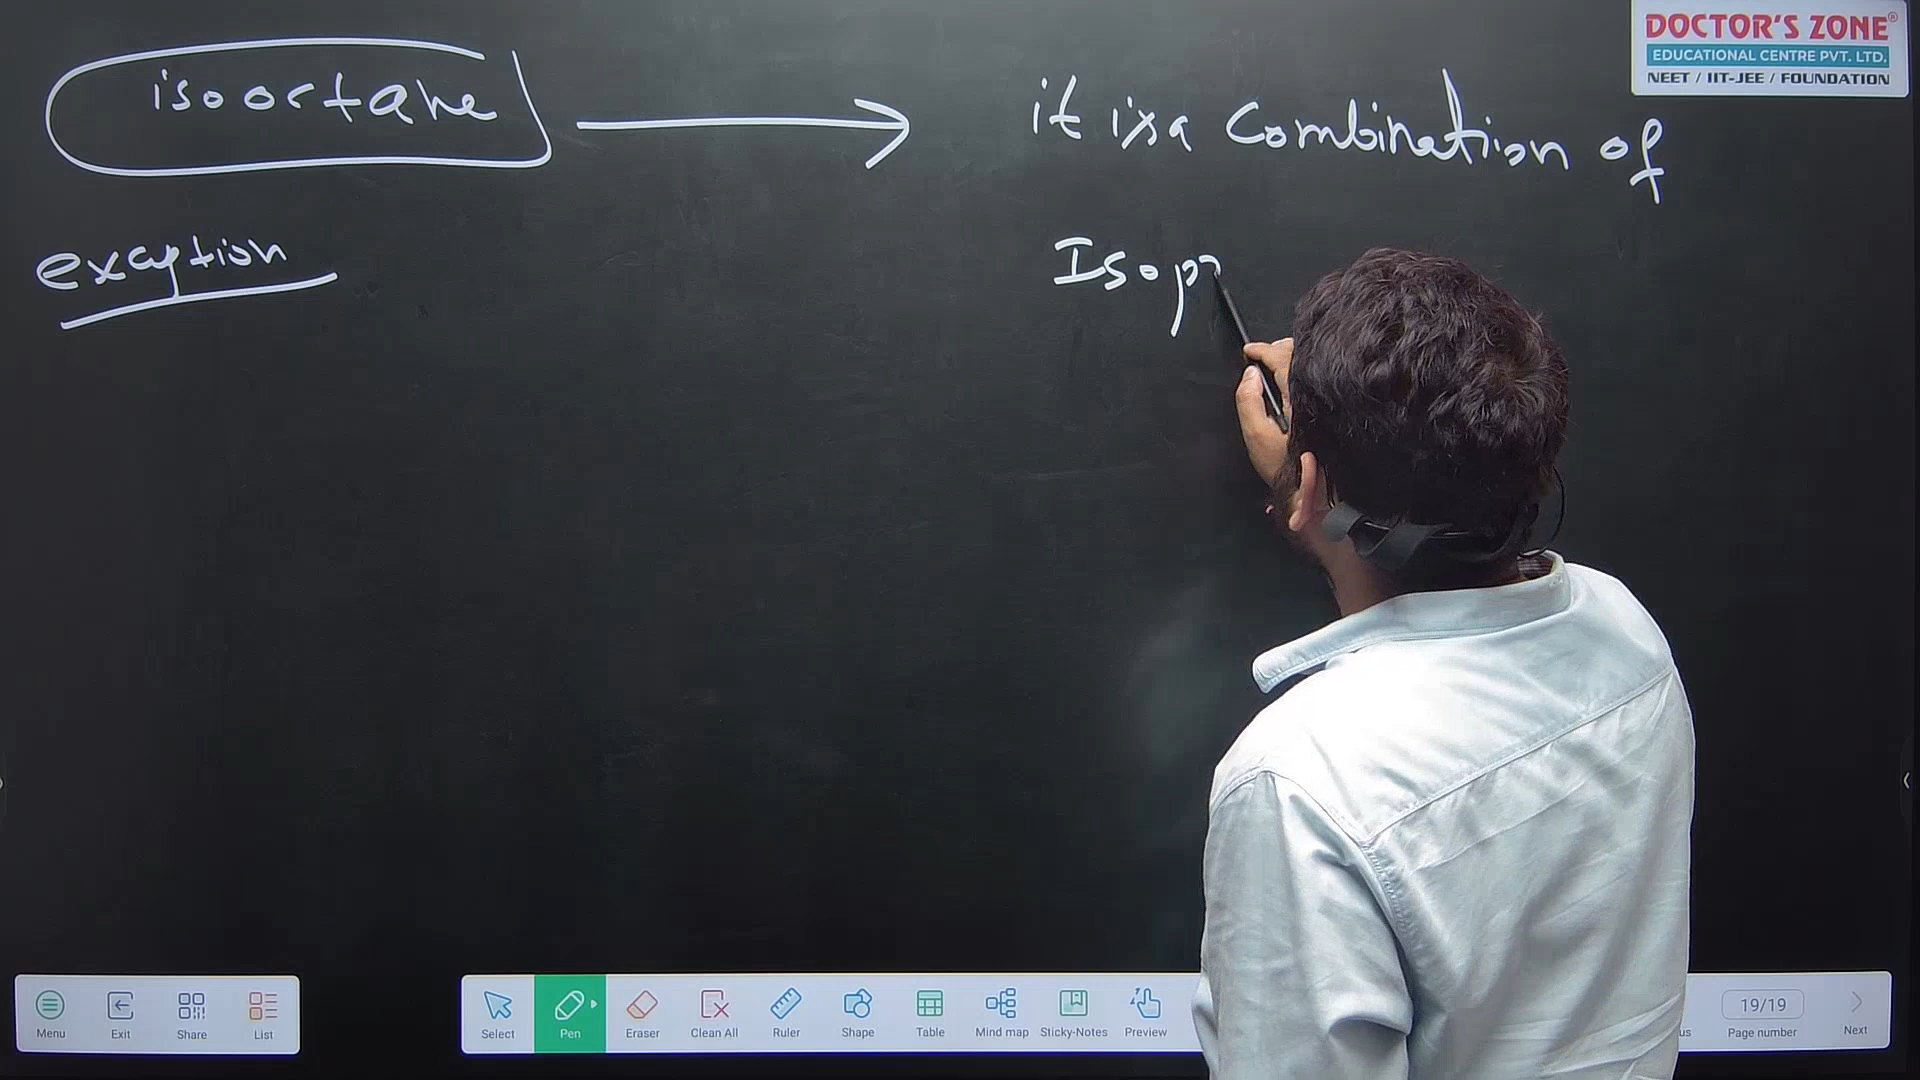 DOCTOR'S ZONE®
EDUCATIONAL CENTRE PVT. LTD.
NEET / IIT-JEE / FOUNDATION
isooctane
it is a Combination of
exception
Isopr
Menu
Exit
Share
List
Select
Pen
Eraser
Clean All
Ruler
Shape
Table
Mind map
Sticky-Notes
Preview
us
19/19
Page number
Next